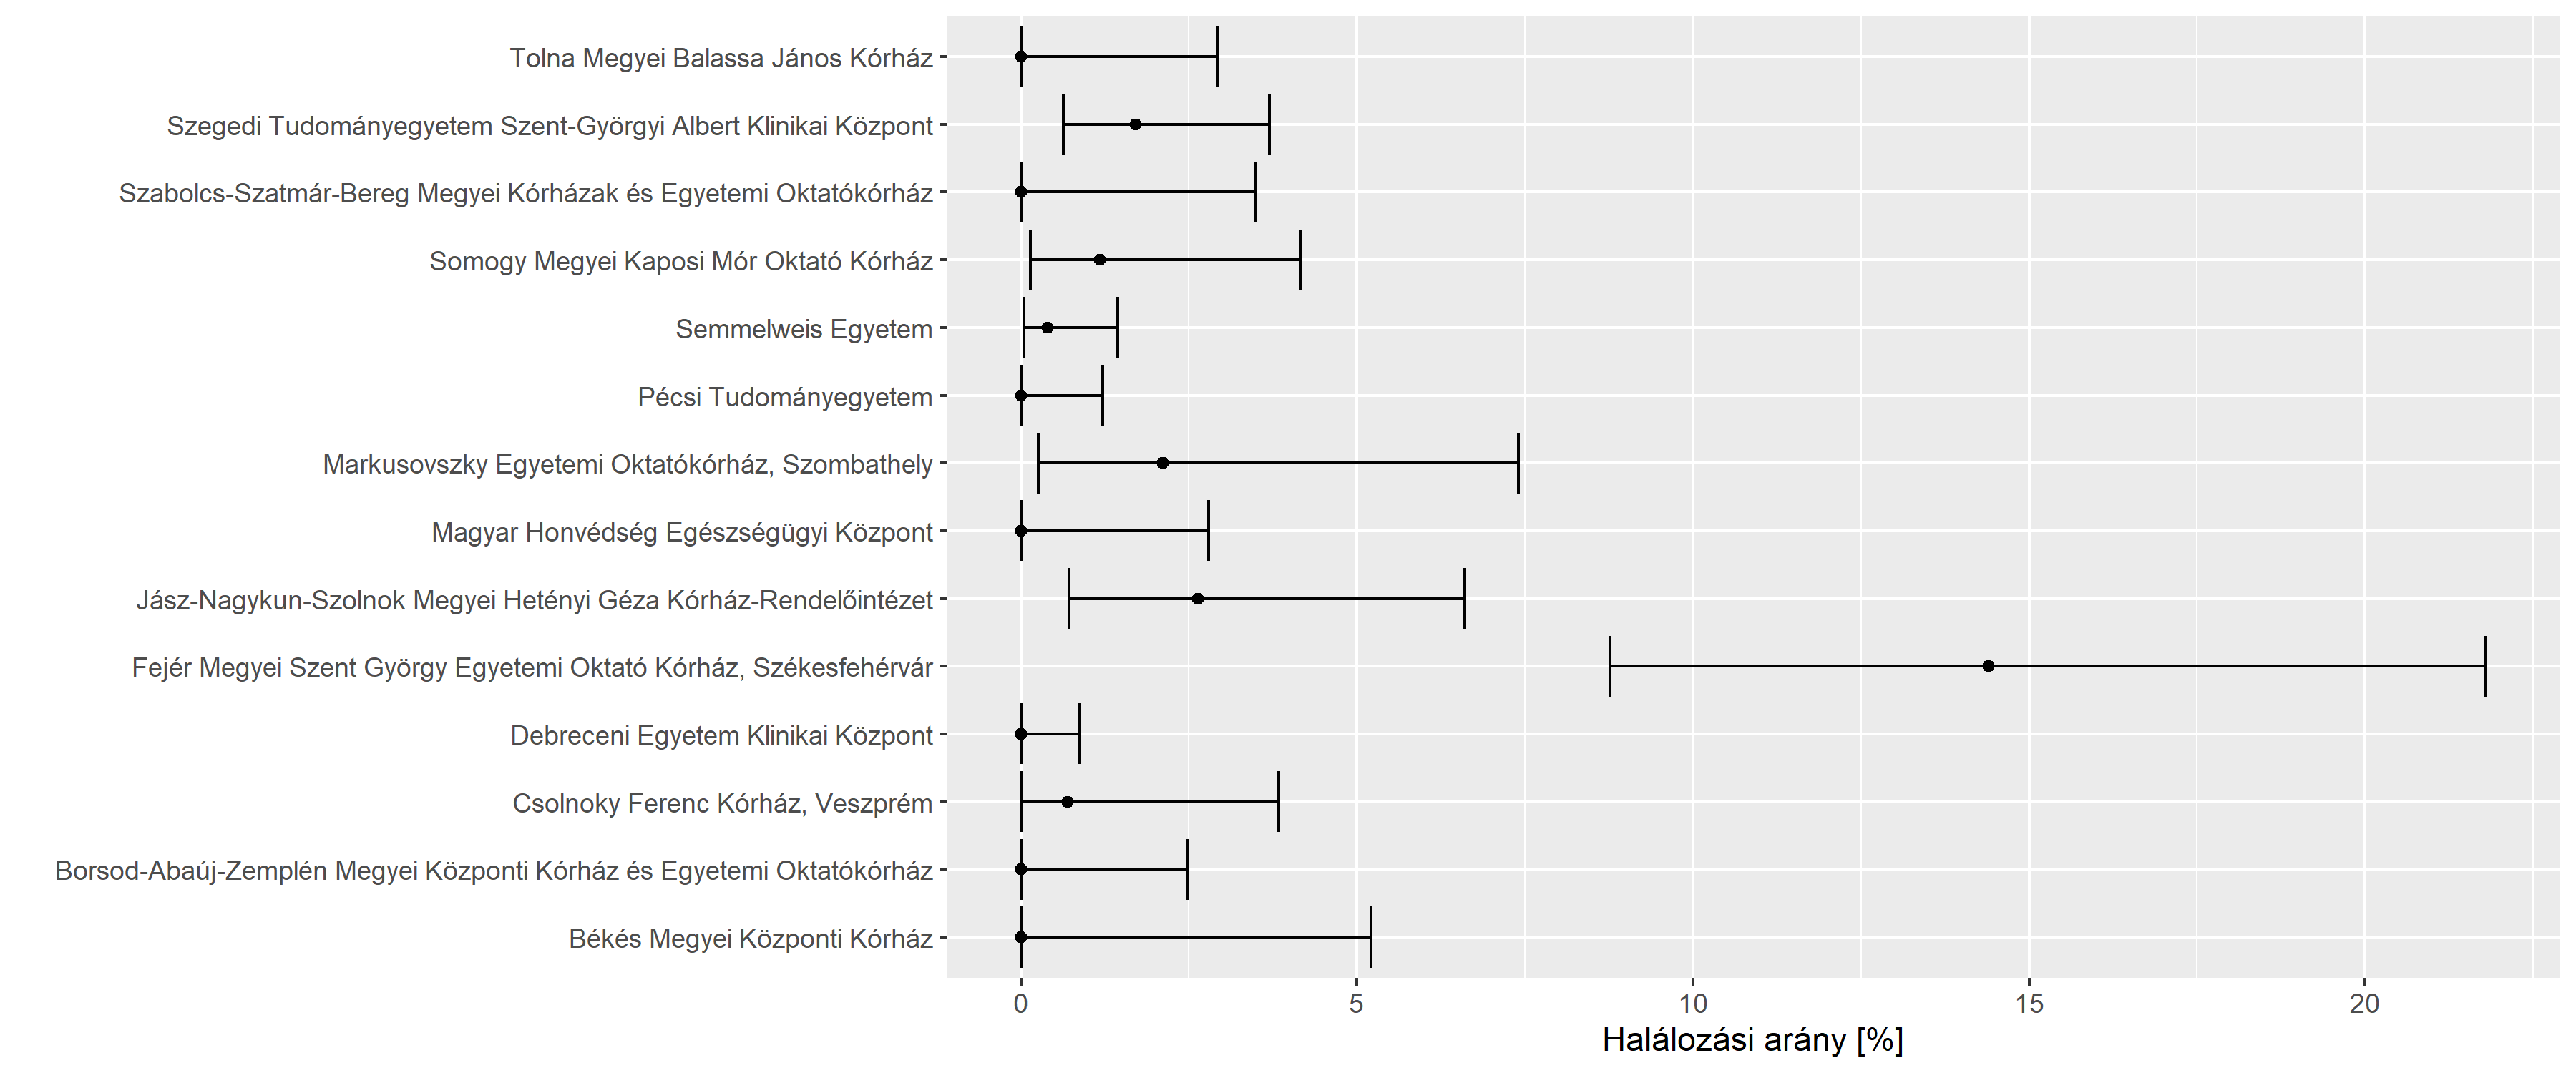 Tolna Megyei Balassa János Kórház
Szegedi Tudományegyetem Szent-Györgyi Albert Klinikai Központ
Szabolcs-Szatmár-Bereg Megyei Kórházak és Egyetemi Oktatókórház
Somogy Megyei Kaposi Mór Oktató Kórház
Semmelweis Egyetem
Pécsi Tudományegyetem
Markusovszky Egyetemi Oktatókórház, Szombathely
Magyar Honvédség Egészségügyi Központ
Jász-Nagykun-Szolnok Megyei Hetényi Géza Kórház-Rendelőintézet
Fejér Megyei Szent György Egyetemi Oktató Kórház, Székesfehérvár
Debreceni Egyetem Klinikai Központ
Csolnoky Ferenc Kórház, Veszprém
Borsod-Abaúj-Zemplén Megyei Központi Kórház és Egyetemi Oktatókórház
Békés Megyei Központi Kórház
0 5 10 15 20
Halálozási arány [%]